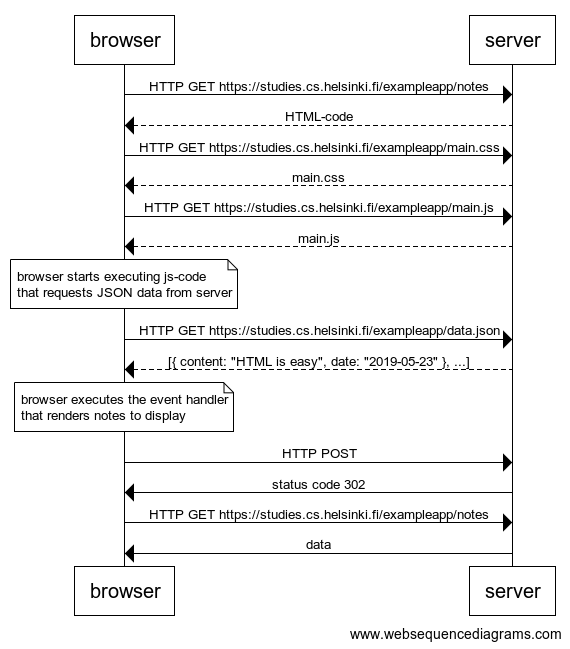 browser
server
HTTP GET https://studies.cs.helsinki.fi/exampleapp/notes
HTML-code
HTTP GET https://studies.cs.helsinki.fi/exampleapp/main.css
main.css
HTTP GET https://studies.cs.helsinki.fi/exampleapp/main.js
main.js
browser starts executing js-code
that requests JSON data from server
HTTP GET https://studies.cs.helsinki.fi/exampleapp/data.json
[{ content: "HTML is easy", date: "2019-05-23" }, ...]
browser executes the event handler
that renders notes to display
HTTP POST
status code 302
HTTP GET https://studies.cs.helsinki.fi/exampleapp/notes
data
browser
server
www.websequencediagrams.com